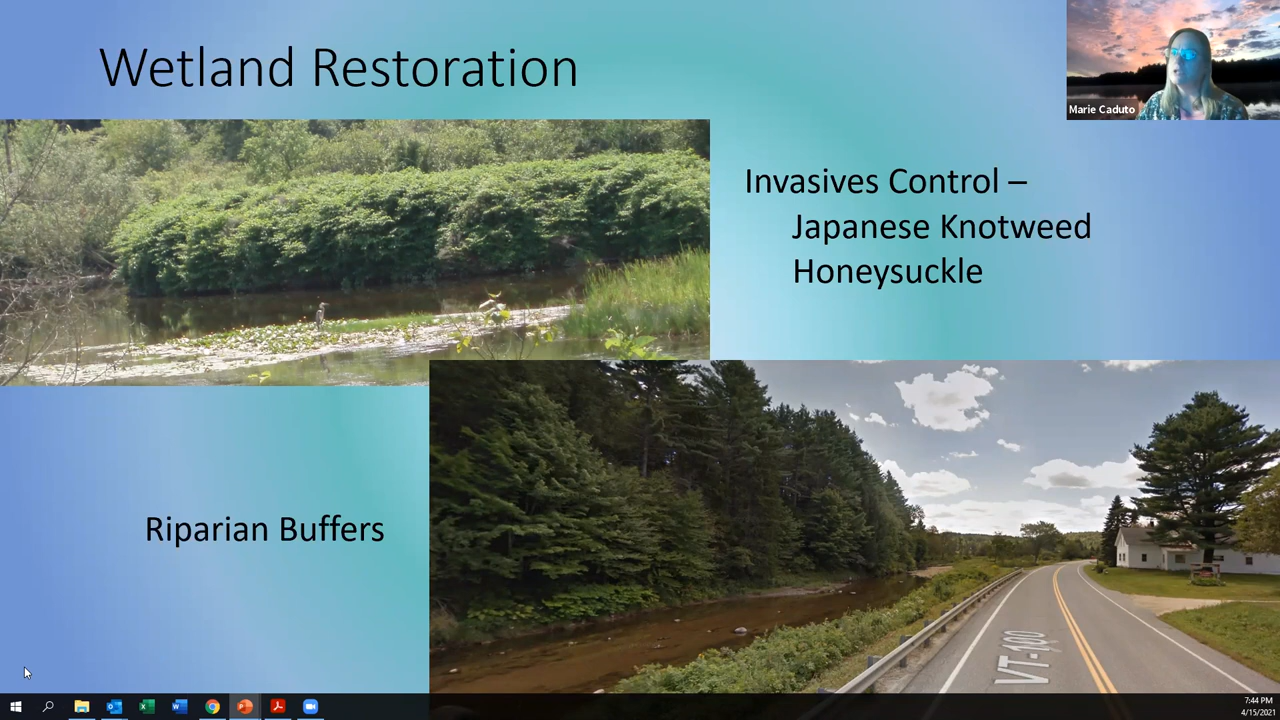 Wetland Restoration
Marie Caduto
Invasives Control –
Japanese Knotweed
Honeysuckle
Riparian Buffers
VT-100
7:44 PM
4/15/2021